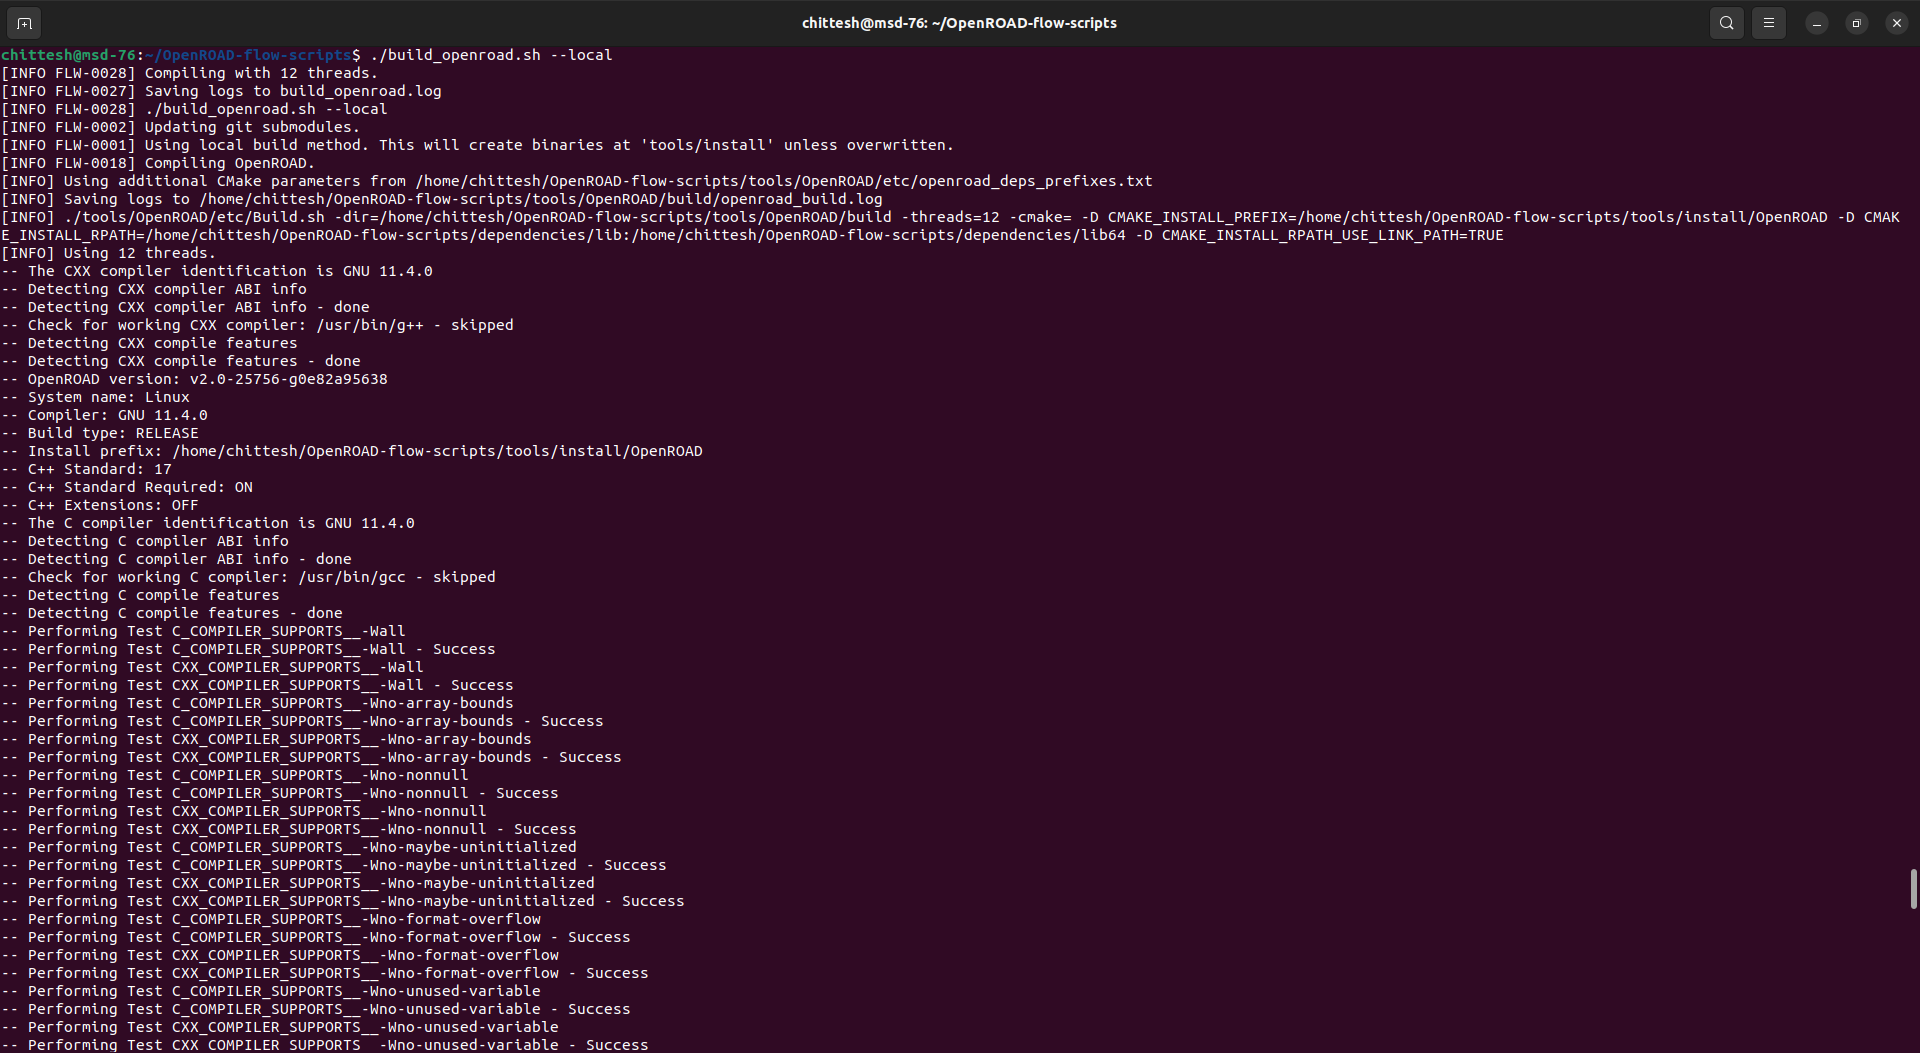 chittesh@msd-76: ~/OpenROAD-flow-scripts
chittesh@msd-76:~/OpenROAD-flow-scripts$ ./build_openroad.sh --local
[INFO FLW-0028] Compiling with 12 threads.
[INFO FLW-0027] Saving logs to build_openroad.log
[INFO FLW-0028] ./build_openroad.sh --local
[INFO FLW-0002] Updating git submodules.
[INFO FLW-0001] Using local build method. This will create binaries at 'tools/install' unless overwritten.
[INFO FLW-0018] Compiling OpenROAD.
[INFO] Using additional CMake parameters from /home/chittesh/OpenROAD-flow-scripts/tools/OpenROAD/etc/openroad_deps_prefixes.txt
[INFO] Saving logs to /home/chittesh/OpenROAD-flow-scripts/tools/OpenROAD/build/openroad_build.log
[INFO] ./tools/OpenROAD/etc/Build.sh -dir=/home/chittesh/OpenROAD-flow-scripts/tools/OpenROAD/build -threads=12 -cmake= -D CMAKE_INSTALL_PREFIX=/home/chittesh/OpenROAD-flow-scripts/tools/install/OpenROAD -D CMAK
E_INSTALL_RPATH=/home/chittesh/OpenROAD-flow-scripts/dependencies/lib:/home/chittesh/OpenROAD-flow-scripts/dependencies/lib64 -D CMAKE_INSTALL_RPATH_USE_LINK_PATH=TRUE
[INFO] Using 12 threads.
-- The CXX compiler identification is GNU 11.4.0
-- Detecting CXX compiler ABI info
-- Detecting CXX compiler ABI info - done
-- Check for working CXX compiler: /usr/bin/g++ - skipped
-- Detecting CXX compile features
-- Detecting CXX compile features - done
-- OpenROAD version: v2.0-25756-g0e82a95638
-- System name: Linux
-- Compiler: GNU 11.4.0
-- Build type: RELEASE
-- Install prefix: /home/chittesh/OpenROAD-flow-scripts/tools/install/OpenROAD
-- C++ Standard: 17
-- C++ Standard Required: ON
-- C++ Extensions: OFF
-- The C compiler identification is GNU 11.4.0
-- Detecting C compiler ABI info
-- Detecting C compiler ABI info - done
-- Check for working C compiler: /usr/bin/gcc - skipped
-- Detecting C compile features
-- Detecting C compile features - done
-- Performing Test C_COMPILER_SUPPORTS__-Wall
-- Performing Test C_COMPILER_SUPPORTS__-Wall - Success
-- Performing Test CXX_COMPILER_SUPPORTS__-Wall
-- Performing Test CXX_COMPILER_SUPPORTS__-Wall - Success
-- Performing Test C_COMPILER_SUPPORTS__-Wno-array-bounds
-- Performing Test C_COMPILER_SUPPORTS__-Wno-array-bounds - Success
-- Performing Test CXX_COMPILER_SUPPORTS__-Wno-array-bounds
-- Performing Test CXX_COMPILER_SUPPORTS__-Wno-array-bounds - Success
-- Performing Test C_COMPILER_SUPPORTS__-Wno-nonnull
-- Performing Test C_COMPILER_SUPPORTS__-Wno-nonnull - Success
-- Performing Test CXX_COMPILER_SUPPORTS__-Wno-nonnull
-- Performing Test CXX_COMPILER_SUPPORTS__-Wno-nonnull - Success
-- Performing Test C_COMPILER_SUPPORTS__-Wno-maybe-uninitialized
-- Performing Test C_COMPILER_SUPPORTS__-Wno-maybe-uninitialized - Success
-- Performing Test CXX_COMPILER_SUPPORTS__-Wno-maybe-uninitialized
-- Performing Test CXX_COMPILER_SUPPORTS__-Wno-maybe-uninitialized - Success
-- Performing Test C_COMPILER_SUPPORTS__-Wno-format-overflow
-- Performing Test C_COMPILER_SUPPORTS__-Wno-format-overflow - Success
-- Performing Test CXX_COMPILER_SUPPORTS__-Wno-format-overflow
-- Performing Test CXX_COMPILER_SUPPORTS__-Wno-format-overflow - Success
-- Performing Test C_COMPILER_SUPPORTS__-Wno-unused-variable
-- Performing Test C_COMPILER_SUPPORTS__-Wno-unused-variable - Success
-- Performing Test CXX_COMPILER_SUPPORTS__-Wno-unused-variable
-- Performing Test CXX_COMPILER_SUPPORTS__-Wno-unused-variable - Success